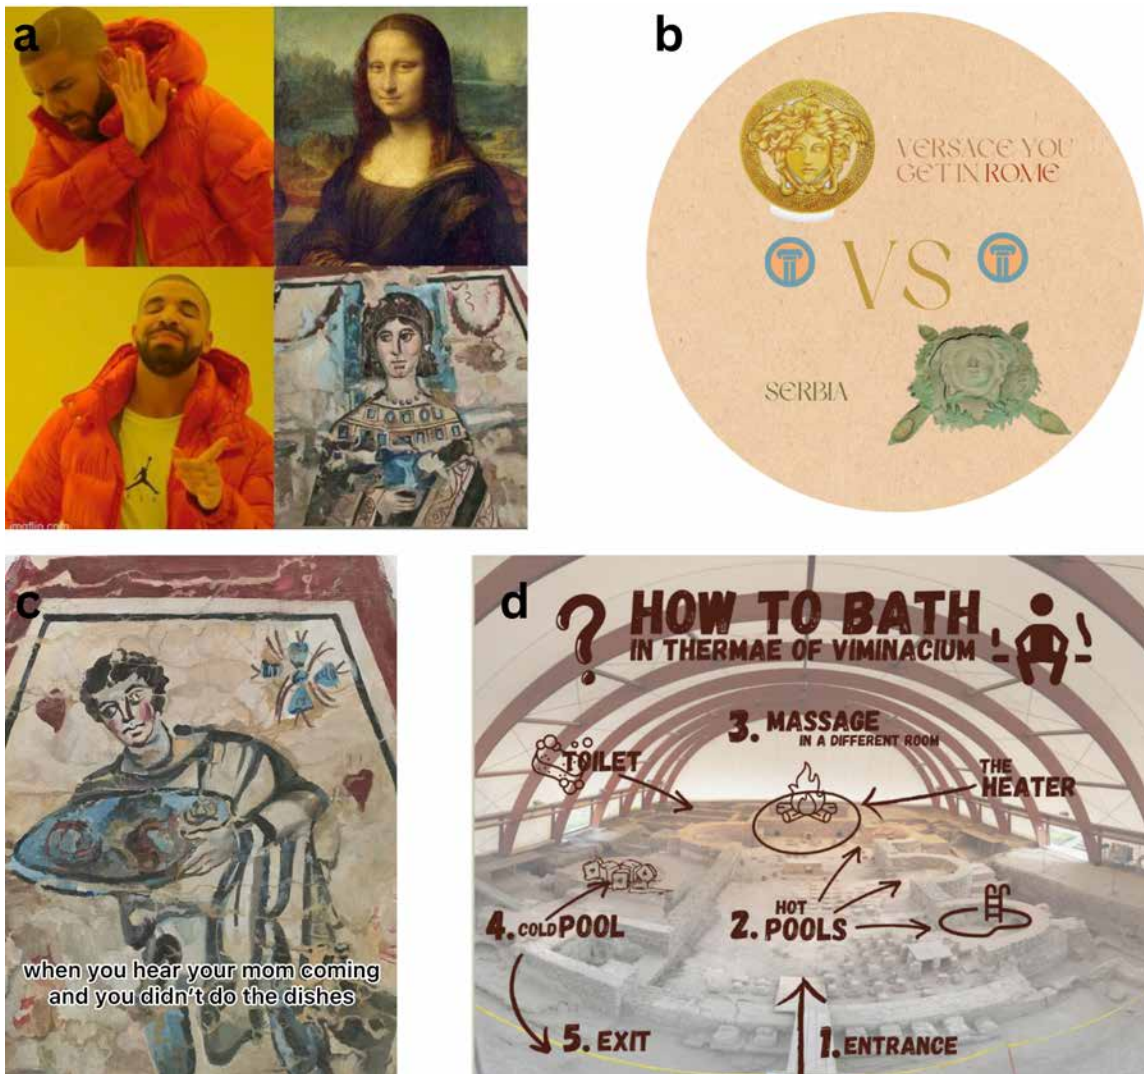 a
imgflip.com
b
VERSACE YOU
GET IN ROME
VS
SERBIA
c
when you hear your mom coming
and you didn't do the dishes
d
? HOW TO BATH
IN THERMAE OF VIMINACIUM
3. MASSAGE
IN A DIFFERENT ROOM
TOILET
THE
HEATER
4. COLD POOL
2. HOT
POOLS
5. EXIT
1. ENTRANCE